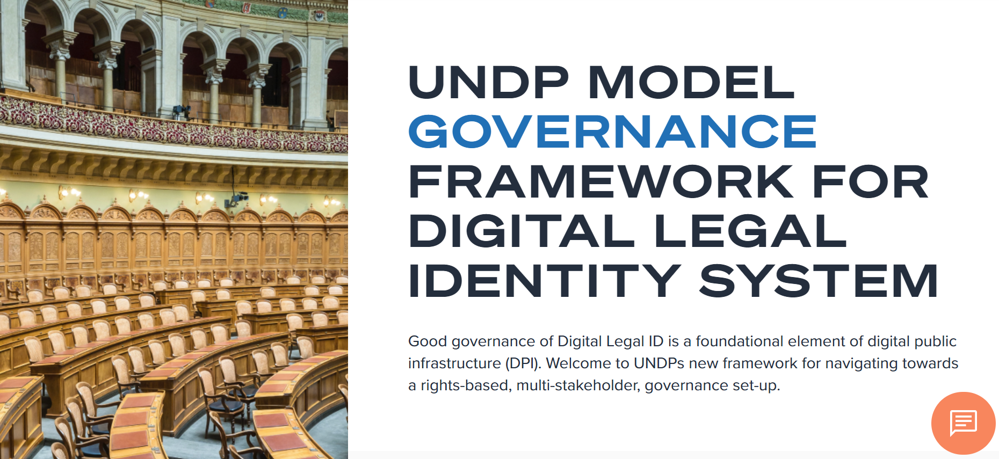 UNDP MODEL
GOVERNANCE
FRAMEWORK FOR
DIGITAL LEGAL
IDENTITY SYSTEM
Good governance of Digital Legal ID is a foundational element of digital public
infrastructure (DPI). Welcome to UNDPs new framework for navigating towards
a rights-based, multi-stakeholder, governance set-up.